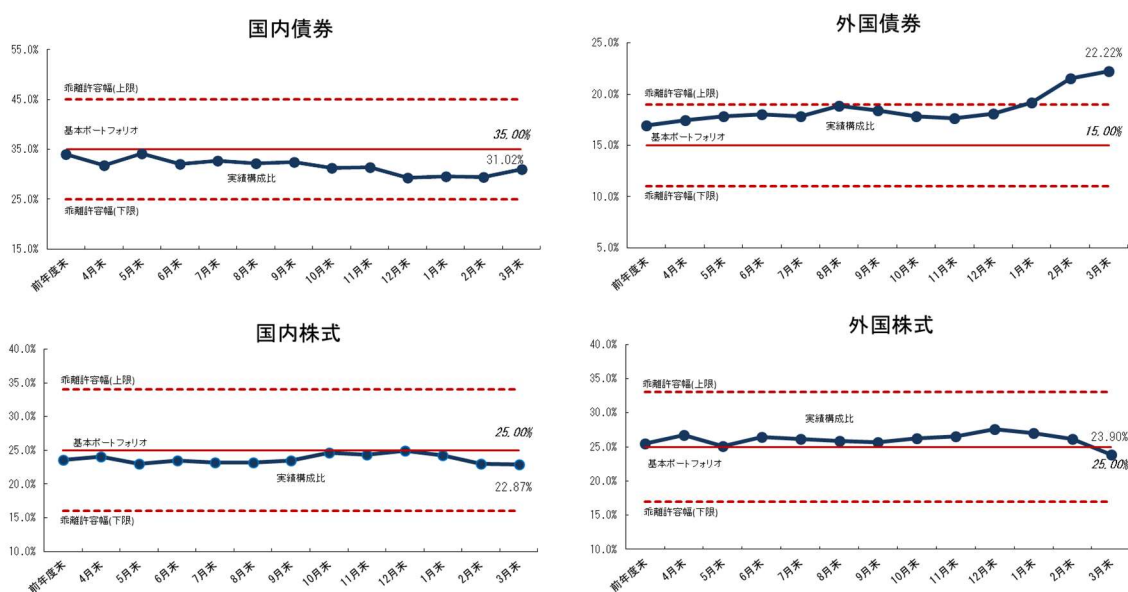 国内債券
55.0%
45.0%
35.0%
25.0%
15.0%
乖離許容幅(上限)
基本ポートフォリオ
35.00%
31.02%
実績構成比
乖離許容幅(下限)
前年度末
4月末
5月末
6月末
7月末
8月末
9月末
10月末
11月末
12月末
1月末
2月末
3月末
外国債券
25.0%
20.0%
15.0%
10.0%
5.0%
22.22%
乖離許容幅(上限)
実績構成比
基本ポートフォリオ
15.00%
乖離許容幅(下限)
前年度末
4月末
5月末
6月末
7月末
8月末
9月末
10月末
11月末
12月末
1月末
2月末
3月末
国内株式
40.0%
35.0%
30.0%
25.0%
20.0%
15.0%
10.0%
乖離許容幅(上限)
基本ポートフォリオ
25.00%
実績構成比
22.87%
乖離許容幅(下限)
前年度末
4月末
5月末
6月末
7月末
8月末
9月末
10月末
11月末
12月末
1月末
2月末
3月末
外国株式
40.0%
35.0%
30.0%
25.0%
20.0%
15.0%
10.0%
乖離許容幅(上限)
実績構成比
23.90%
基本ポートフォリオ
25.00%
乖離許容幅(下限)
前年度末
4月末
5月末
6月末
7月末
8月末
9月末
10月末
11月末
12月末
1月末
2月末
3月末